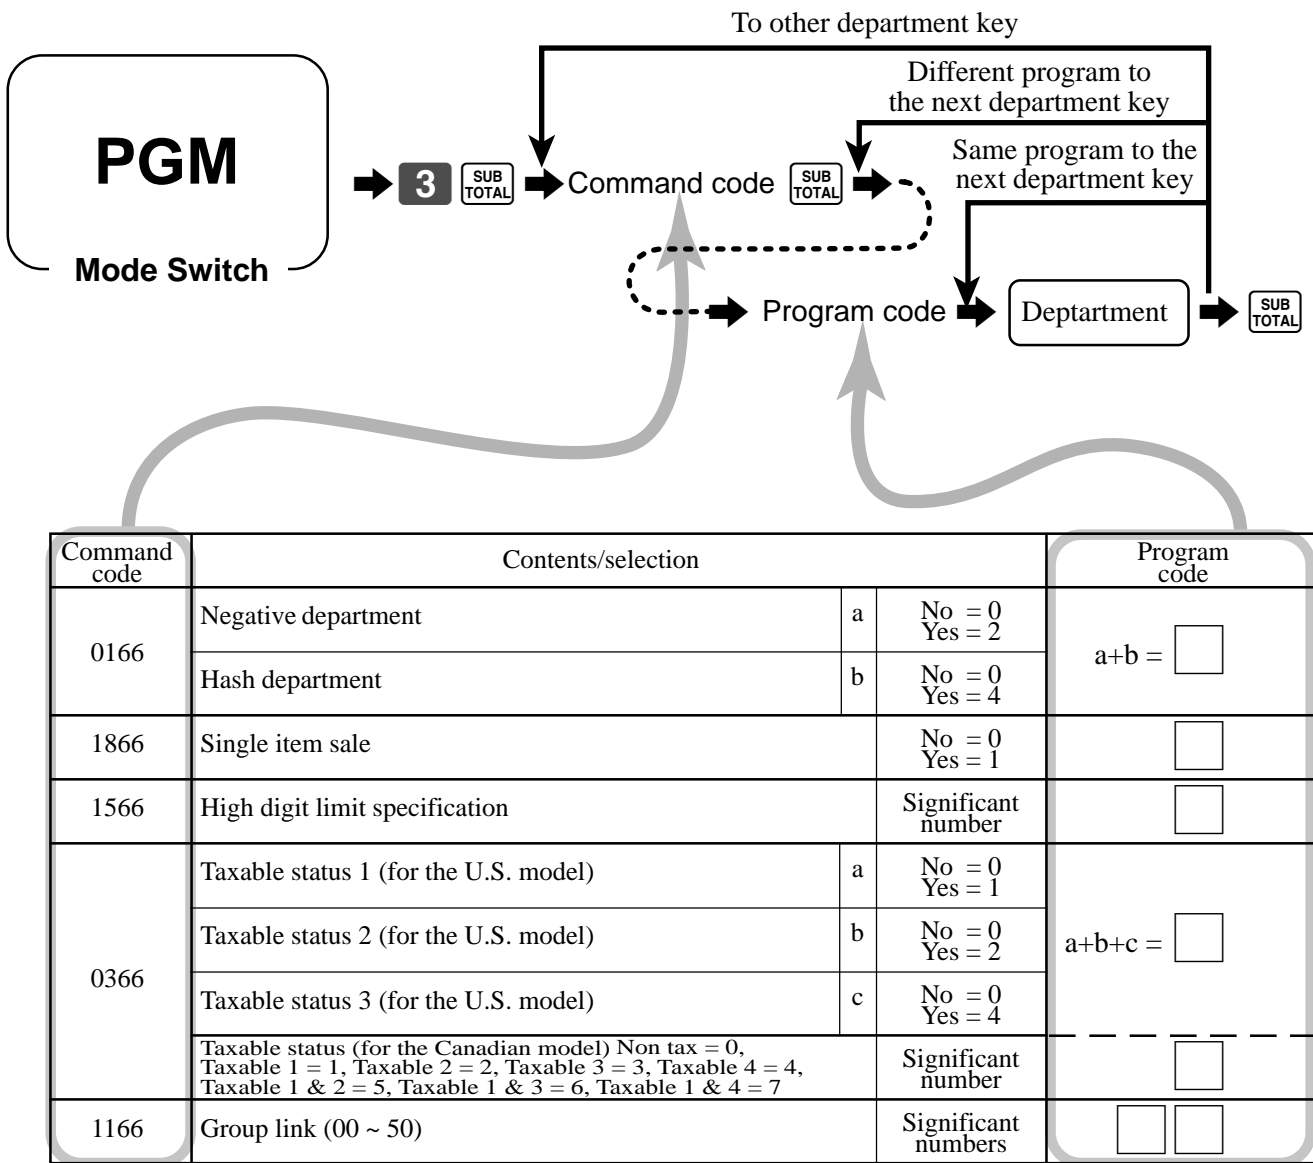 To other department key
Different program to
the next department key
Same program to the
next department key
PGM
Mode Switch
3
SUB
TOTAL
Command code
SUB
TOTAL
Program code
Deptartment
SUB
TOTAL
Command
code
Contents/selection
Program
code
0166
Negative department
a
No = 0
Yes = 2
a+b =
Hash department
b
No = 0
Yes = 4
1866
Single item sale
No = 0
Yes = 1
1566
High digit limit specification
Significant
number
0366
Taxable status 1 (for the U.S. model)
a
No = 0
Yes = 1
Taxable status 2 (for the U.S. model)
b
No = 0
Yes = 2
a+b+c =
Taxable status 3 (for the U.S. model)
c
No = 0
Yes = 4
Taxable status (for the Canadian model) Non tax = 0,
Taxable 1 = 1, Taxable 2 = 2, Taxable 3 = 3, Taxable 4 = 4,
Taxable 1 & 2 = 5, Taxable 1 & 3 = 6, Taxable 1 & 4 = 7
Significant
number
1166
Group link (00 ~ 50)
Significant
numbers